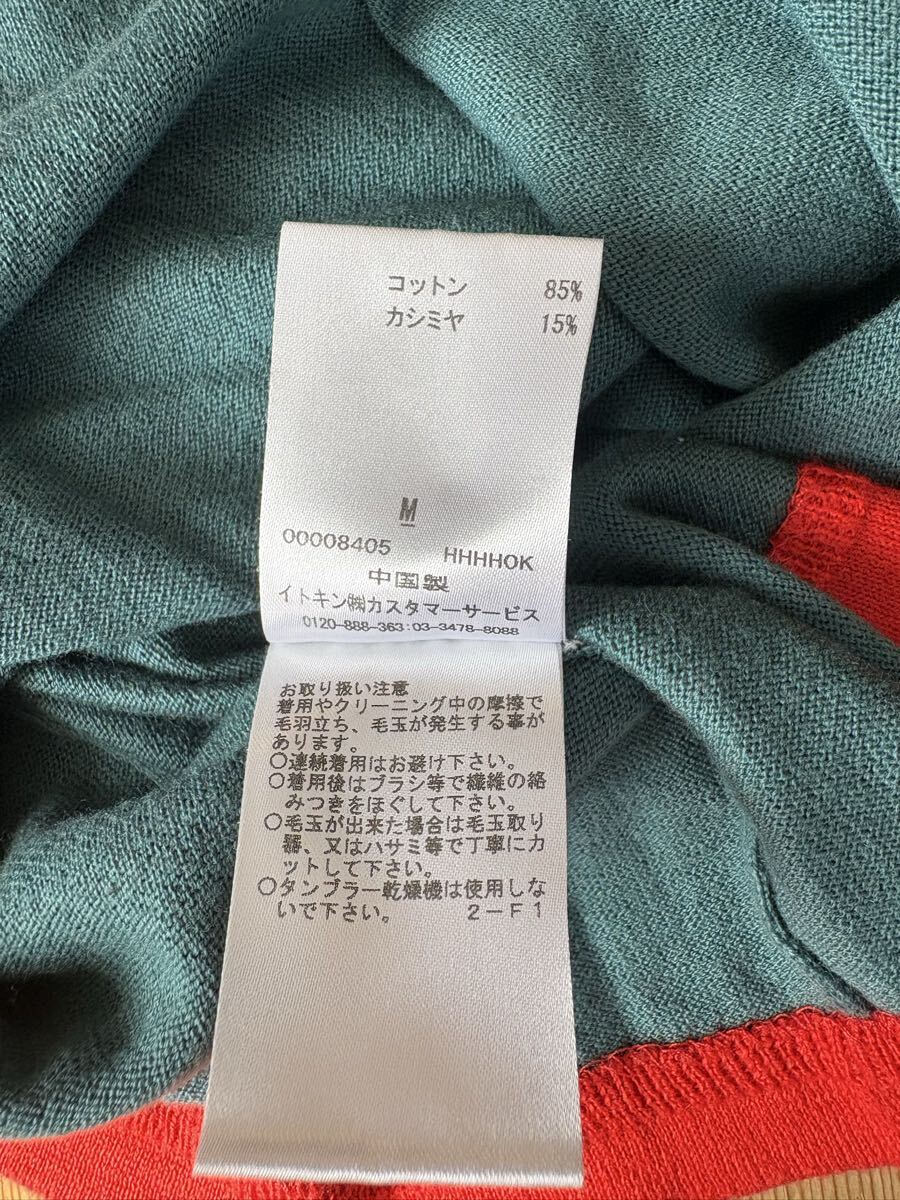 コットン 85%
カシミヤ 15%
M
00008405 HHHHOK
中国製
イトキン㈱カスタマーサービス
0120-888-363:03-3478-8088
お取り扱い注意
着用やクリーニング中の摩擦で
毛羽立ち、毛玉が発生する事が
あります。
○連続着用はお避け下さい。
○着用後はブラシ等で繊維の絡
みつきをほぐして下さい。
○毛玉が出来た場合は毛玉取り
器、又はハサミ等で丁寧にカ
ットして下さい。
○タンブラー乾燥機は使用しな
いで下さい。 2-F1